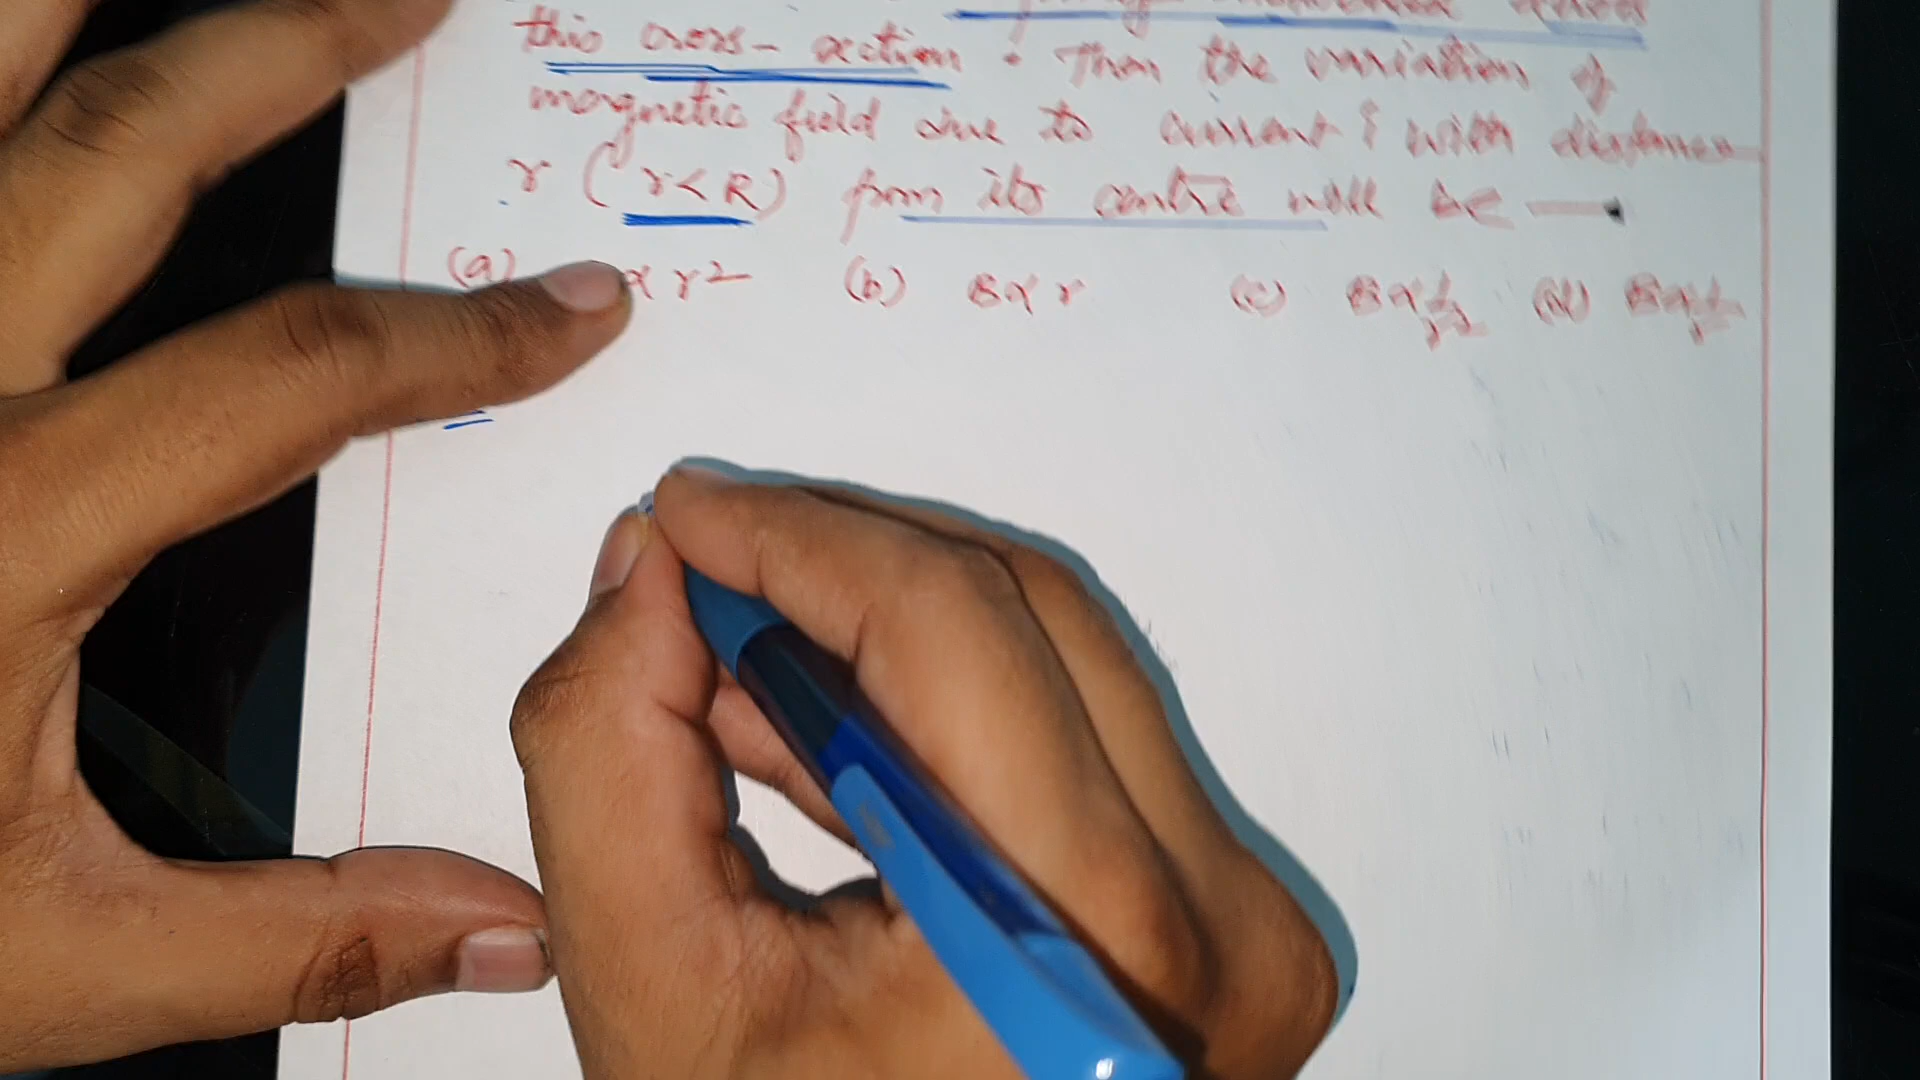 this cross-section. Then the variation of
magnetic field due to current i with distance
r (r<R) from its centre will be —
(a) ∝ r² (b) B∝ r (c) B∝ 1/r² (d) B∝ 1/r